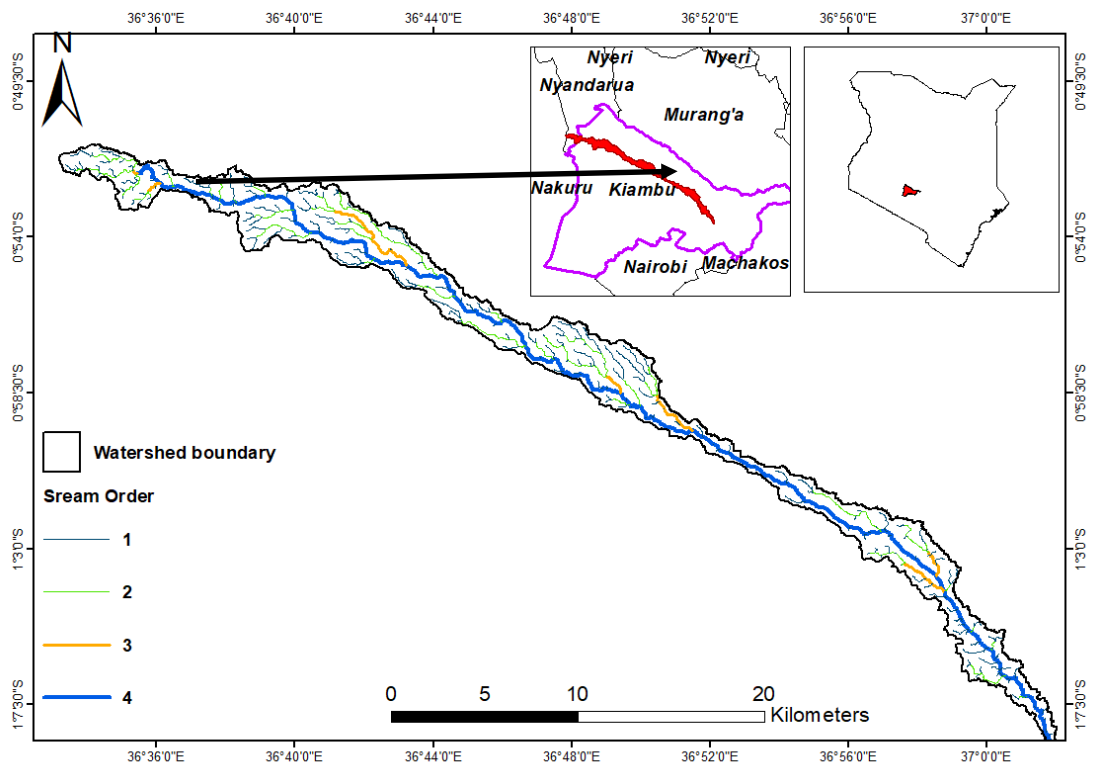 36°36'0"E 36°40'0"E 36°44'0"E 36°48'0"E 36°52'0"E 36°56'0"E 37°0'0"E
N
0°49'30"S
0°49'30"S
Nyeri
Nyeri
Nyandarua
Murang'a
Nakuru
Kiambu
Nairobi
Machakos
0°54'0"S
0°54'0"S
0°58'30"S
0°58'30"S
Watershed boundary
Sream Order
1
2
3
4
1°3'0"S
1°3'0"S
0 5 10 20
Kilometers
1°7'30"S
1°7'30"S
36°36'0"E 36°40'0"E 36°44'0"E 36°48'0"E 36°52'0"E 36°56'0"E 37°0'0"E